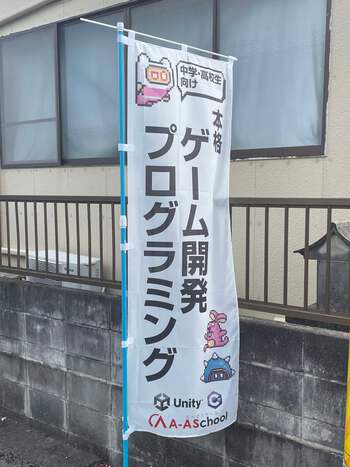 中学・高校生
向け
本格
ゲーム開発
プログラミング
Unity
C
A-ASchool